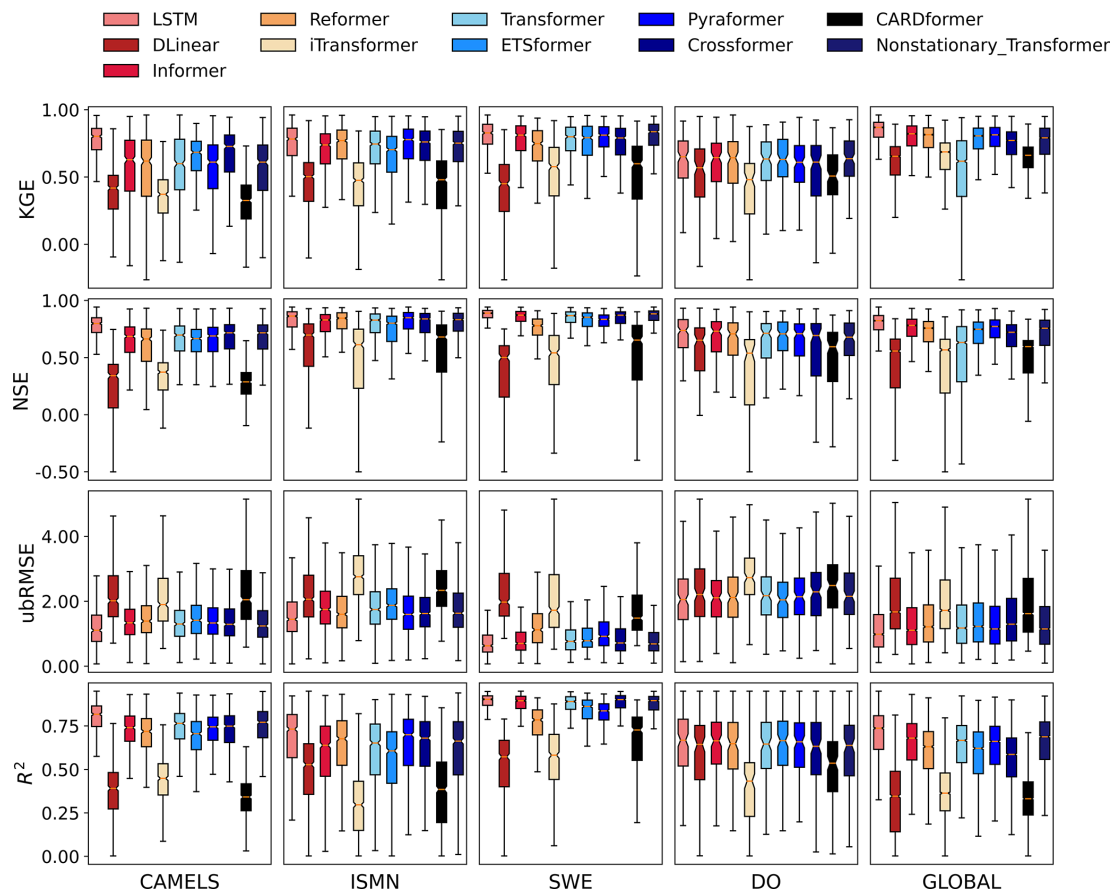 LSTM Reformer Transformer Pyraformer CARDformer
DLinear iTransformer ETSformer Crossformer Nonstationary_Transformer
Informer
1.00
0.50
0.00
KGE
1.00
0.50
0.00
-0.50
NSE
4.00
2.00
0.00
ubRMSE
0.75
0.50
0.25
0.00
R²
CAMELS ISMN SWE DO GLOBAL